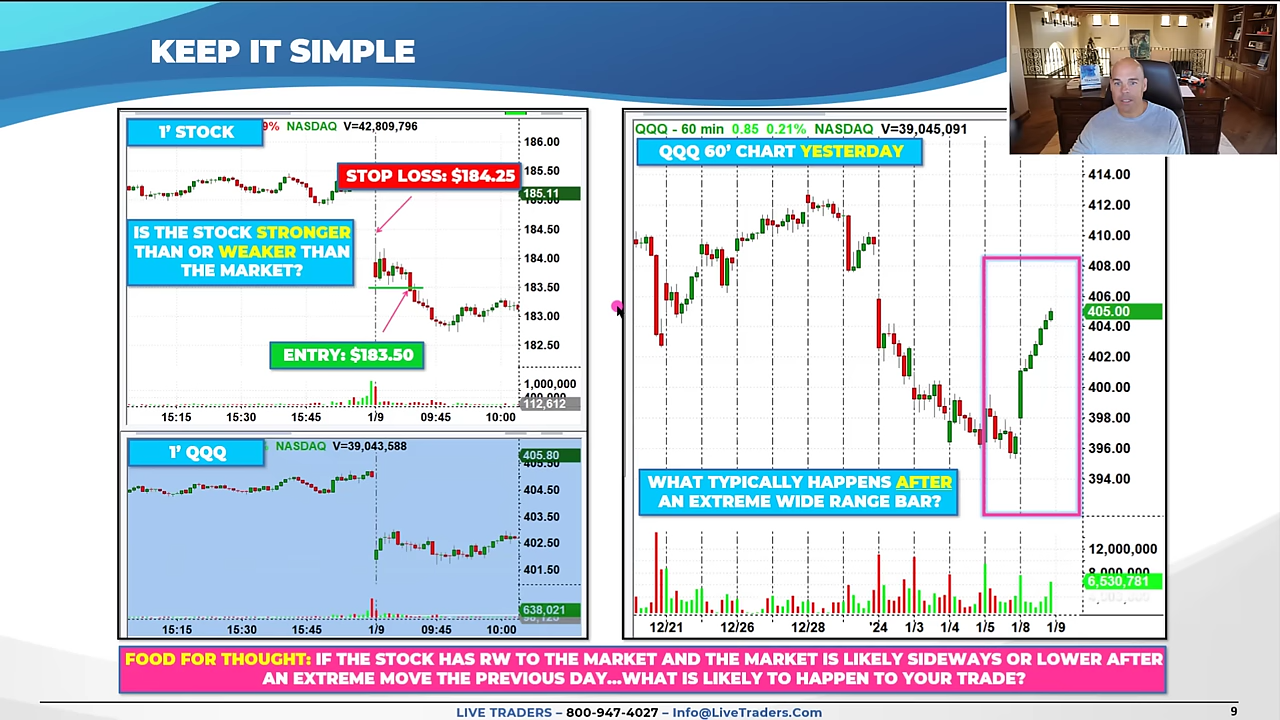 KEEP IT SIMPLE
1' STOCK
9% NASDAQ V=42,809,796
STOP LOSS: $184.25
IS THE STOCK STRONGER
THAN OR WEAKER THAN
THE MARKET?
ENTRY: $183.50
186.00
185.50
185.11
185.00
184.50
184.00
183.50
183.00
182.50
1,000,000
112,612
15:15 15:30 15:45 1/9 09:45 10:00
1' QQQ
NASDAQ V=39,043,588
405.80
405.50
404.50
403.50
402.50
401.50
638,021
15:15 15:30 15:45 1/9 09:45 10:00
QQQ - 60 min 0.85 0.21% NASDAQ V=39,045,091
QQQ 60' CHART YESTERDAY
414.00
412.00
410.00
408.00
406.00
405.00
404.00
402.00
400.00
398.00
396.00
394.00
WHAT TYPICALLY HAPPENS AFTER
AN EXTREME WIDE RANGE BAR?
12,000,000
8,000,000
6,530,781
12/21 12/26 12/28 '24 1/3 1/4 1/5 1/8 1/9
FOOD FOR THOUGHT: IF THE STOCK HAS RW TO THE MARKET AND THE MARKET IS LIKELY SIDEWAYS OR LOWER AFTER
AN EXTREME MOVE THE PREVIOUS DAY...WHAT IS LIKELY TO HAPPEN TO YOUR TRADE?
LIVE TRADERS – 800-947-4027 – Info@LiveTraders.Com
9